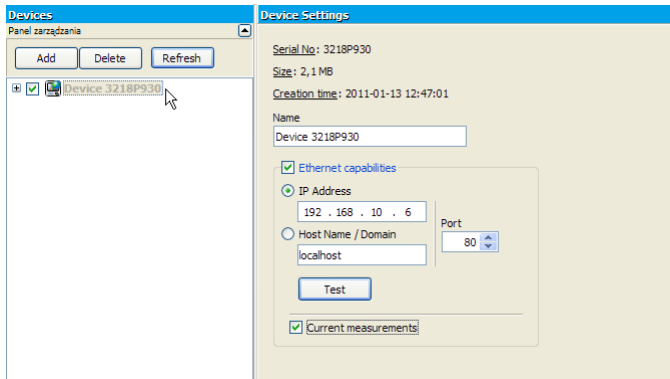 Devices
Panel zarządzania
Add Delete Refresh
Device 3218P930
Device Settings
Serial No: 3218P930
Size: 2,1 MB
Creation time: 2011-01-13 12:47:01
Name
Device 3218P930
Ethernet capabilities
IP Address
192 . 168 . 10 . 6
Host Name / Domain
localhost
Port
80
Test
Current measurements